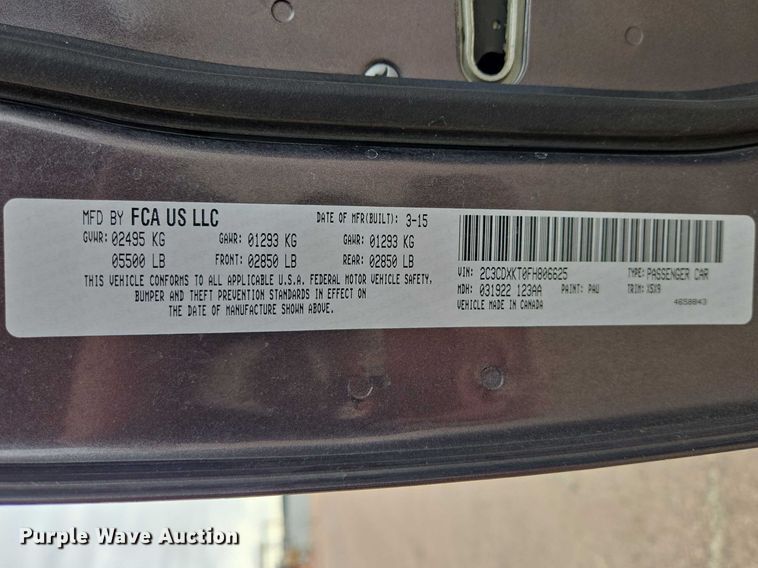 MFD BY FCA US LLC DATE OF MFR(BUILT): 3-15
GVWR: 02495 KG GAWR: 01293 KG GAWR: 01293 KG
05500 LB FRONT: 02850 LB REAR: 02850 LB
THIS VEHICLE CONFORMS TO ALL APPLICABLE U.S.A. FEDERAL MOTOR VEHICLE SAFETY,
BUMPER AND THEFT PREVENTION STANDARDS IN EFFECT ON
THE DATE OF MANUFACTURE SHOWN ABOVE.
VIN: 2C3CDXKT0FH806625 TYPE: PASSENGER CAR
MDH: 031922 123AA PAINT: PAU TRIM: X5X9
VEHICLE MADE IN CANADA 4658843
Purple Wave Auction